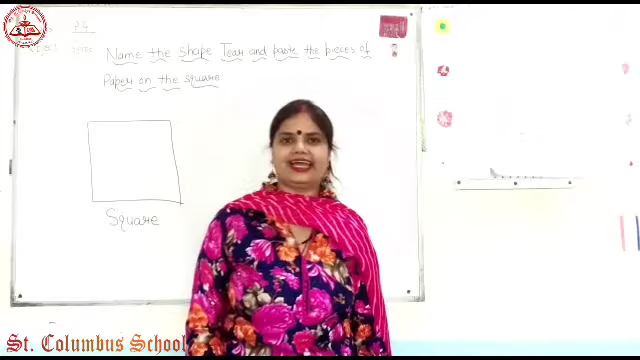 Name the shape Tear and paste the pieces of
Paper on the square
Square
St. Columbus School